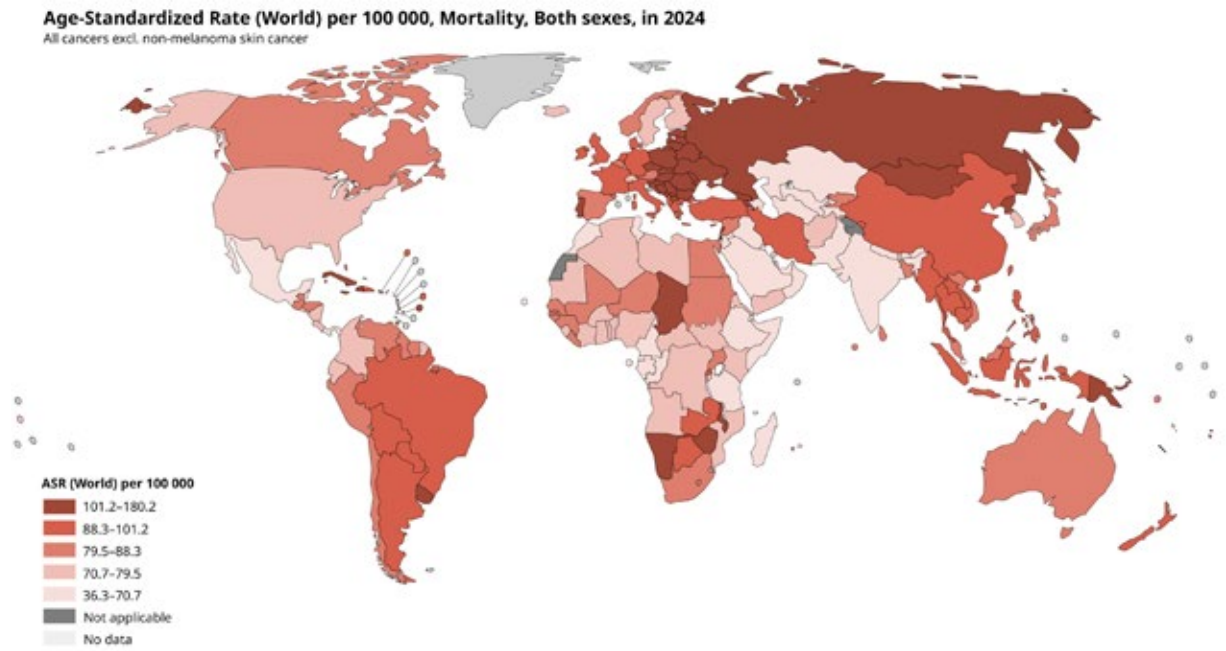 Age-Standardized Rate (World) per 100 000, Mortality, Both sexes, in 2024
All cancers excl. non-melanoma skin cancer
ASR (World) per 100 000
101.2–180.2
88.3–101.2
79.5–88.3
70.7–79.5
36.3–70.7
Not applicable
No data